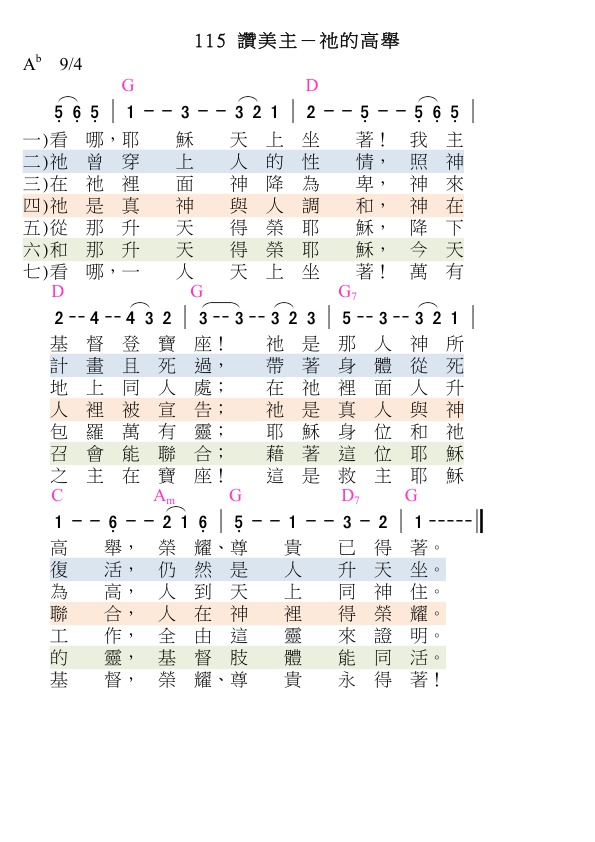 115 讚美主－祂的高舉
A♭ 9/4
G D
5̣ 6̣ 5̣ | 1 - - 3 - - 3 2 1 | 2 - - 5̣ - - 5̣ 6̣ 5̣ |
一)看 哪，耶 穌 天 上 坐 著！ 我 主
二)祂 曾 穿 上 人 的 性 情， 照 神
三)在 祂 裡 面 神 降 為 卑， 神 來
四)祂 是 真 神 與 人 調 和， 神 在
五)從 那 升 天 得 榮 耶 穌， 降 下
六)和 那 升 天 得 榮 耶 穌， 今 天
七)看 哪，一 人 天 上 坐 著！ 萬 有
D G G7
2 -- 4 -- 4 3 2 | 3 -- 3 -- 3 2 3 | 5 -- 3 -- 3 2 1 |
基 督 登 寶 座！ 祂 是 那 人 神 所
計 畫 且 死 過， 帶 著 身 體 從 死
地 上 同 人 處； 在 祂 裡 面 人 升
人 裡 被 宣 告； 祂 是 真 人 與 神
包 羅 萬 有 靈； 耶 穌 身 位 和 祂
召 會 能 聯 合； 藉 著 這 位 耶 穌
之 主 在 寶 座！ 這 是 救 主 耶 穌
C Am G D7 G
1 - - 6̣ - - 2 1 6̣ | 5̣ - - 1 - - 3 - 2 | 1 ----- ‖
高 舉， 榮 耀、尊 貴 已 得 著。
復 活， 仍 然 是 人 升 天 坐。
為 高， 人 到 天 上 同 神 住。
聯 合， 人 在 神 裡 得 榮 耀。
工 作， 全 由 這 靈 來 證 明。
的 靈， 基 督 肢 體 能 同 活。
基 督， 榮 耀、尊 貴 永 得 著！